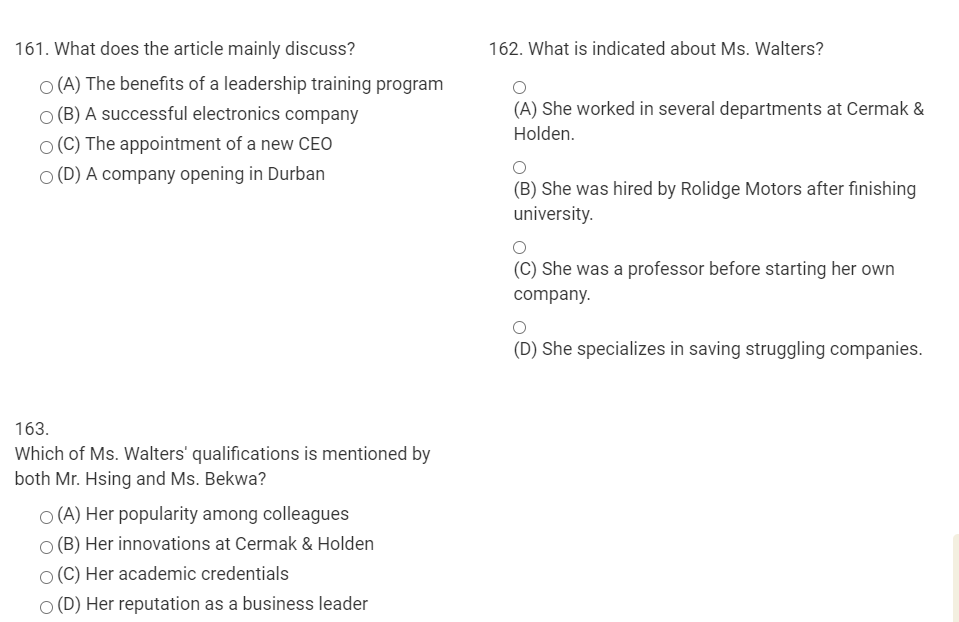 161. What does the article mainly discuss?
(A) The benefits of a leadership training program
(B) A successful electronics company
(C) The appointment of a new CEO
(D) A company opening in Durban
162. What is indicated about Ms. Walters?
(A) She worked in several departments at Cermak &
Holden.
(B) She was hired by Rolidge Motors after finishing
university.
(C) She was a professor before starting her own
company.
(D) She specializes in saving struggling companies.
163.
Which of Ms. Walters' qualifications is mentioned by
both Mr. Hsing and Ms. Bekwa?
(A) Her popularity among colleagues
(B) Her innovations at Cermak & Holden
(C) Her academic credentials
(D) Her reputation as a business leader